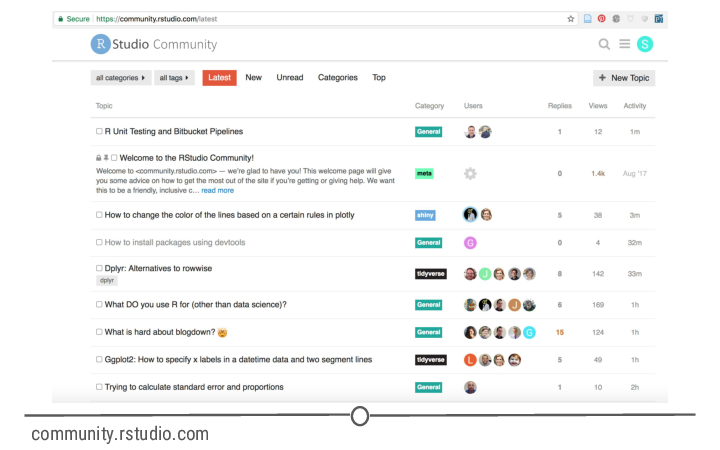 Secure https://community.rstudio.com/latest
R Studio Community
S
all categories all tags Latest New Unread Categories Top + New Topic
Topic Category Users Replies Views Activity
R Unit Testing and Bitbucket Pipelines General 1 12 1m
Welcome to the RStudio Community!
Welcome to <community.rstudio.com> — we're glad to have you! This welcome page will give
you some advice on how to get the most out of the site if you're getting or giving help. We want
this to be a friendly, inclusive c… read more
meta 0 1.4k Aug '17
How to change the color of the lines based on a certain rules in plotly shiny 5 38 3m
How to install packages using devtools General G 0 4 32m
Dplyr: Alternatives to rowwise tidyverse J 8 142 33m
dplyr
What DO you use R for (other than data science)? General J 6 169 1h
What is hard about blogdown? 🤯 General G 15 124 1h
Ggplot2: How to specify x labels in a datetime data and two segment lines tidyverse L 5 49 1h
Trying to calculate standard error and proportions General 1 10 2h
community.rstudio.com